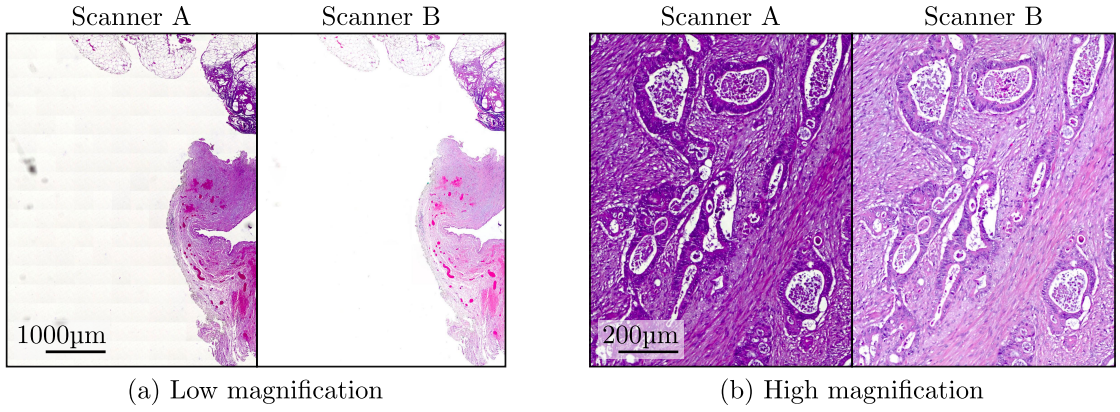 Scanner A
Scanner B
Scanner A
Scanner B
1000µm
200µm
(a) Low magnification
(b) High magnification